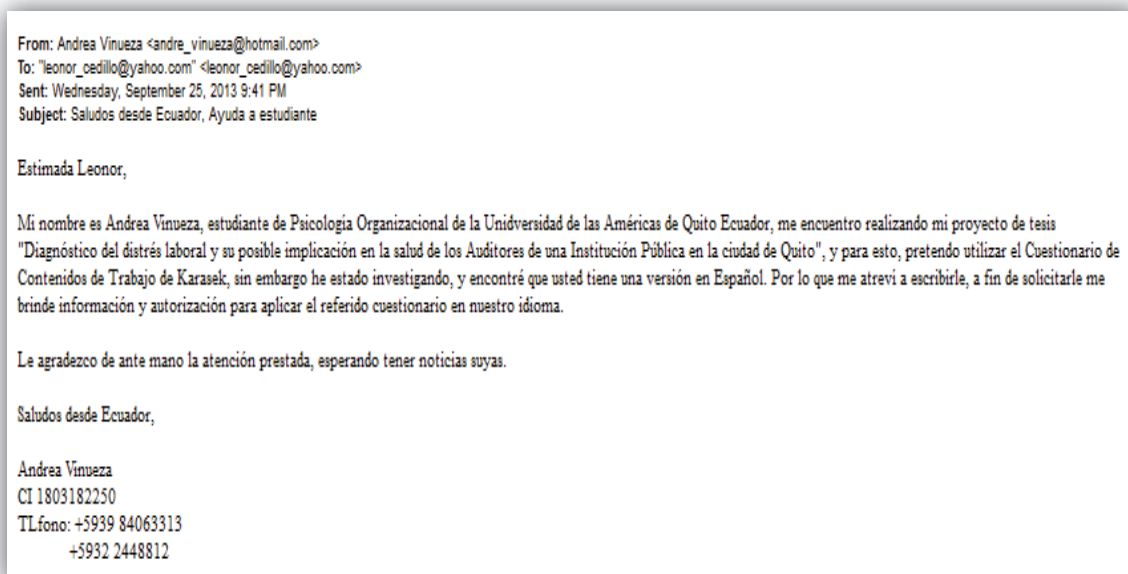 From: Andrea Vinueza <andre_vinueza@hotmail.com>
To: "leonor_cedillo@yahoo.com" <leonor_cedillo@yahoo.com>
Sent: Wednesday, September 25, 2013 9:41 PM
Subject: Saludos desde Ecuador, Ayuda a estudiante
Estimada Leonor,
Mi nombre es Andrea Vinueza, estudiante de Psicología Organizacional de la Unidversidad de las Américas de Quito Ecuador, me encuentro realizando mi proyecto de tesis
"Diagnóstico del distrés laboral y su posible implicación en la salud de los Auditores de una Institución Pública en la ciudad de Quito", y para esto, pretendo utilizar el Cuestionario de
Contenidos de Trabajo de Karasek, sin embargo he estado investigando, y encontré que usted tiene una versión en Español. Por lo que me atreví a escribirle, a fin de solicitarle me
brinde información y autorización para aplicar el referido cuestionario en nuestro idioma.
Le agradezco de ante mano la atención prestada, esperando tener noticias suyas.
Saludos desde Ecuador,
Andrea Vinueza
CI 1803182250
TLfono: +5939 84063313
+5932 2448812